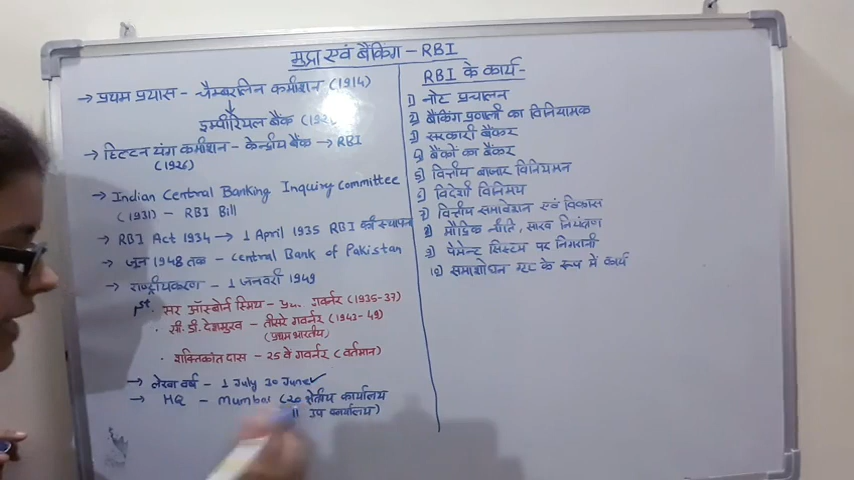 मुद्रा एवं बैंकिंग - RBI
→ प्रथम प्रयास - चैम्बरलिन कमीशन (1914)
↓
इम्पीरियल बैंक (192
→ हिल्टन यंग कमीशन - केन्द्रीय बैंक → RBI
(1926)
→ Indian Central Banking Inquiry Committee
(1931) - RBI Bill
→ RBI Act 1934 → 1 April 1935 RBI की स्थापना
→ जून 1948 तक - Central Bank of Pakistan
→ राष्ट्रीयकरण - 1 जनवरी 1949
1st . सर ऑस्बोर्न स्मिथ - प्र. गवर्नर (1935-37)
. सी. डी. देशमुख - तीसरे गवर्नर (1943-49)
(प्रथम भारतीय)
. शक्तिकांत दास - 25 वे गवर्नर (वर्तमान)
→ लेखा वर्ष - 1 July 30 June ✓
→ HQ - Mumbai (20 क्षेत्रीय कार्यालय
11 उप कार्यालय)
RBI के कार्य -
1) नोट प्रचालन
2) बैंकिंग प्रणाली का विनियामक
3) सरकारी बैंकर
4) बैंकों का बैंकर
5) वित्तीय बाजार विनियमन
6) विदेशी विनिमय
7) वित्तीय समावेशन एवं विकास
8) मौद्रिक नीति, साख नियंत्रण
9) पेमेन्ट सिस्टम पर निगरानी
10) समाशोधन गृह के रूप में कार्य